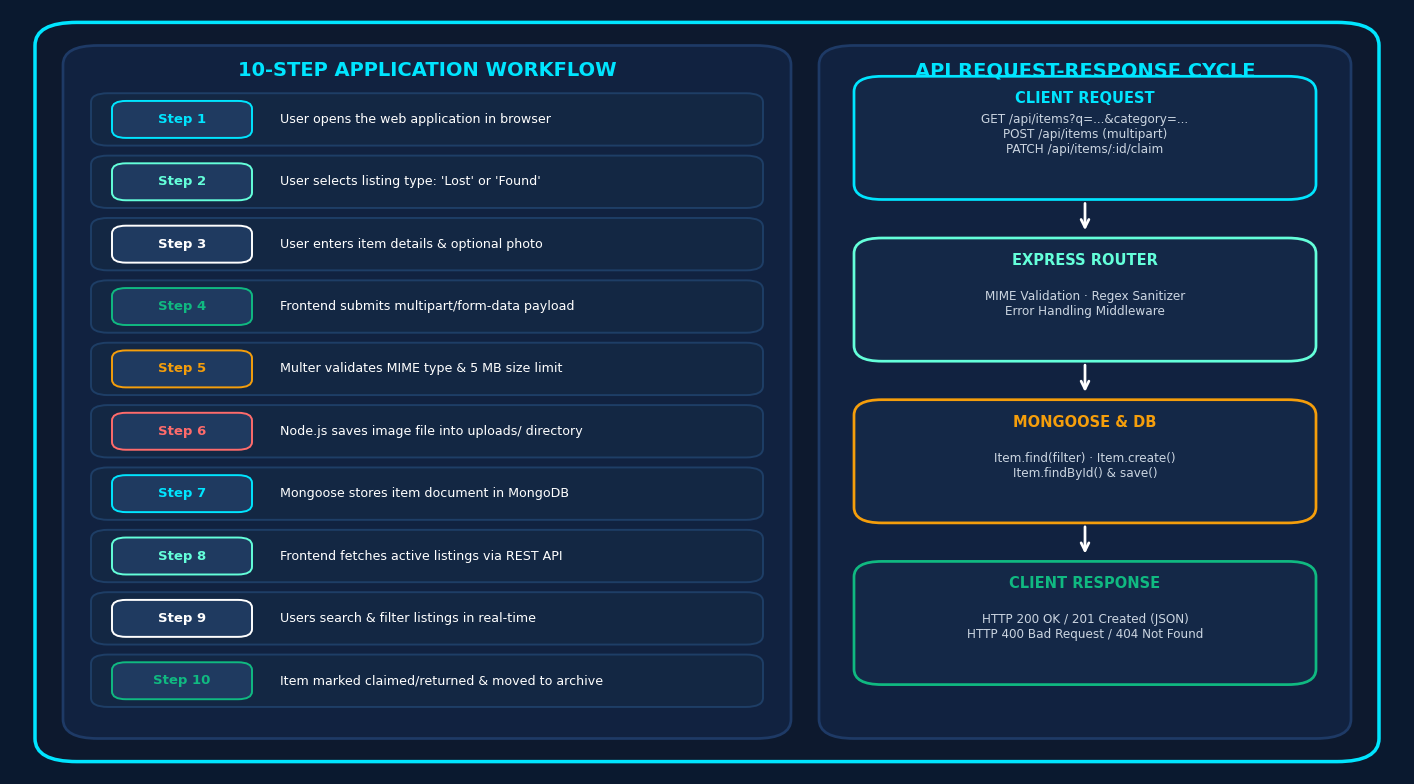 10-STEP APPLICATION WORKFLOW
Step 1
User opens the web application in browser
Step 2
User selects listing type: 'Lost' or 'Found'
Step 3
User enters item details & optional photo
Step 4
Frontend submits multipart/form-data payload
Step 5
Multer validates MIME type & 5 MB size limit
Step 6
Node.js saves image file into uploads/ directory
Step 7
Mongoose stores item document in MongoDB
Step 8
Frontend fetches active listings via REST API
Step 9
Users search & filter listings in real-time
Step 10
Item marked claimed/returned & moved to archive
API REQUEST-RESPONSE CYCLE
CLIENT REQUEST
GET /api/items?q=...&category=...
POST /api/items (multipart)
PATCH /api/items/:id/claim
EXPRESS ROUTER
MIME Validation · Regex Sanitizer
Error Handling Middleware
MONGOOSE & DB
Item.find(filter) · Item.create()
Item.findById() & save()
CLIENT RESPONSE
HTTP 200 OK / 201 Created (JSON)
HTTP 400 Bad Request / 404 Not Found